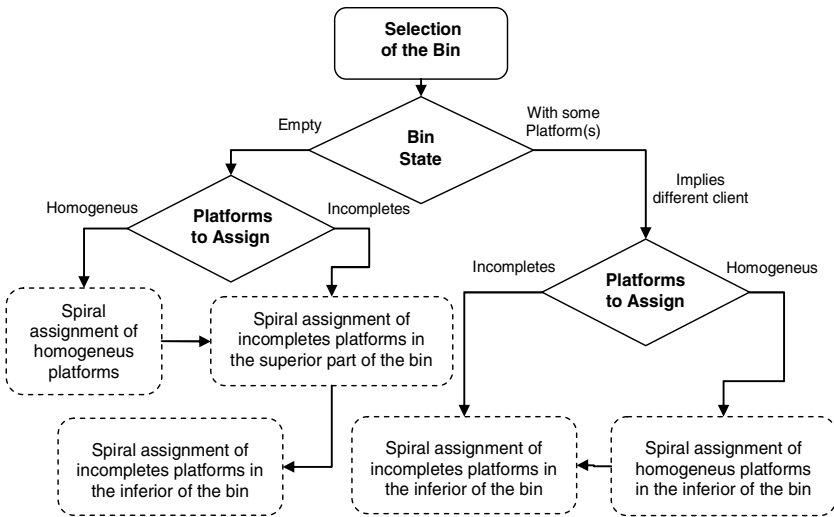 Selection
of the Bin
Empty
Bin
State
With some
Platform(s)
Implies
different client
Homogeneus
Platforms
to Assign
Incompletes
Incompletes
Platforms
to Assign
Homogeneus
Spiral
assignment of
homogeneus
platforms
Spiral assignment of
incompletes platforms in
the superior part of the bin
Spiral assignment of
incompletes platforms in
the inferior of the bin
Spiral assignment of
incompletes platforms in
the inferior of the bin
Spiral assignment of
homogeneus platforms
in the inferior of the bin